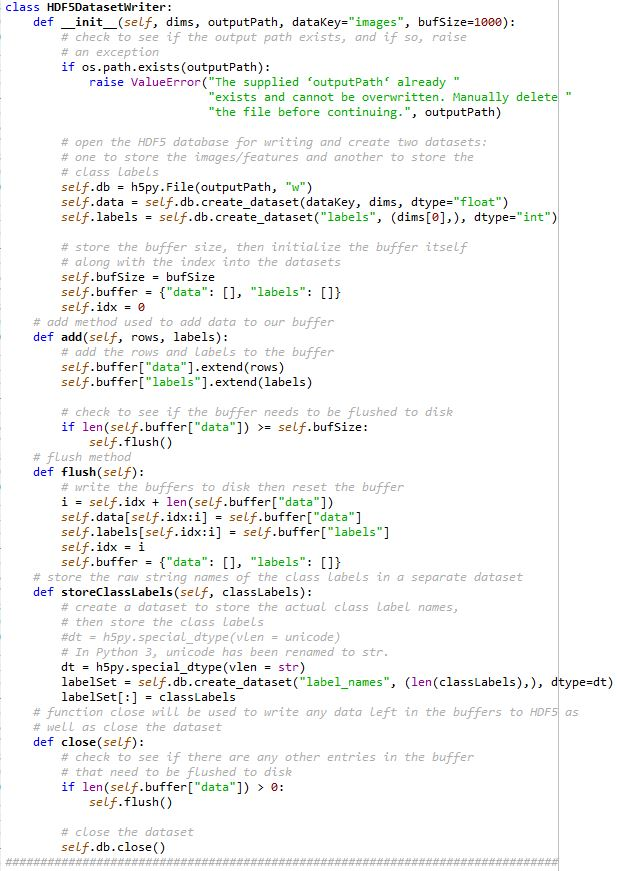 class HDF5DatasetWriter:
    def __init__(self, dims, outputPath, dataKey="images", bufSize=1000):
        # check to see if the output path exists, and if so, raise
        # an exception
        if os.path.exists(outputPath):
            raise ValueError("The supplied ‘outputPath‘ already "
                             "exists and cannot be overwritten. Manually delete "
                             "the file before continuing.", outputPath)

        # open the HDF5 database for writing and create two datasets:
        # one to store the images/features and another to store the
        # class labels
        self.db = h5py.File(outputPath, "w")
        self.data = self.db.create_dataset(dataKey, dims, dtype="float")
        self.labels = self.db.create_dataset("labels", (dims[0],), dtype="int")

        # store the buffer size, then initialize the buffer itself
        # along with the index into the datasets
        self.bufSize = bufSize
        self.buffer = {"data": [], "labels": []}
        self.idx = 0
    # add method used to add data to our buffer
    def add(self, rows, labels):
        # add the rows and labels to the buffer
        self.buffer["data"].extend(rows)
        self.buffer["labels"].extend(labels)

        # check to see if the buffer needs to be flushed to disk
        if len(self.buffer["data"]) >= self.bufSize:
            self.flush()
    # flush method
    def flush(self):
        # write the buffers to disk then reset the buffer
        i = self.idx + len(self.buffer["data"])
        self.data[self.idx:i] = self.buffer["data"]
        self.labels[self.idx:i] = self.buffer["labels"]
        self.idx = i
        self.buffer = {"data": [], "labels": []}
    # store the raw string names of the class labels in a separate dataset
    def storeClassLabels(self, classLabels):
        # create a dataset to store the actual class label names,
        # then store the class labels
        #dt = h5py.special_dtype(vlen = unicode)
        # In Python 3, unicode has been renamed to str.
        dt = h5py.special_dtype(vlen = str)
        labelSet = self.db.create_dataset("label_names", (len(classLabels),), dtype=dt)
        labelSet[:] = classLabels
    # function close will be used to write any data left in the buffers to HDF5 as
    # well as close the dataset
    def close(self):
        # check to see if there are any other entries in the buffer
        # that need to be flushed to disk
        if len(self.buffer["data"]) > 0:
            self.flush()

        # close the dataset
        self.db.close()
###############################################################################